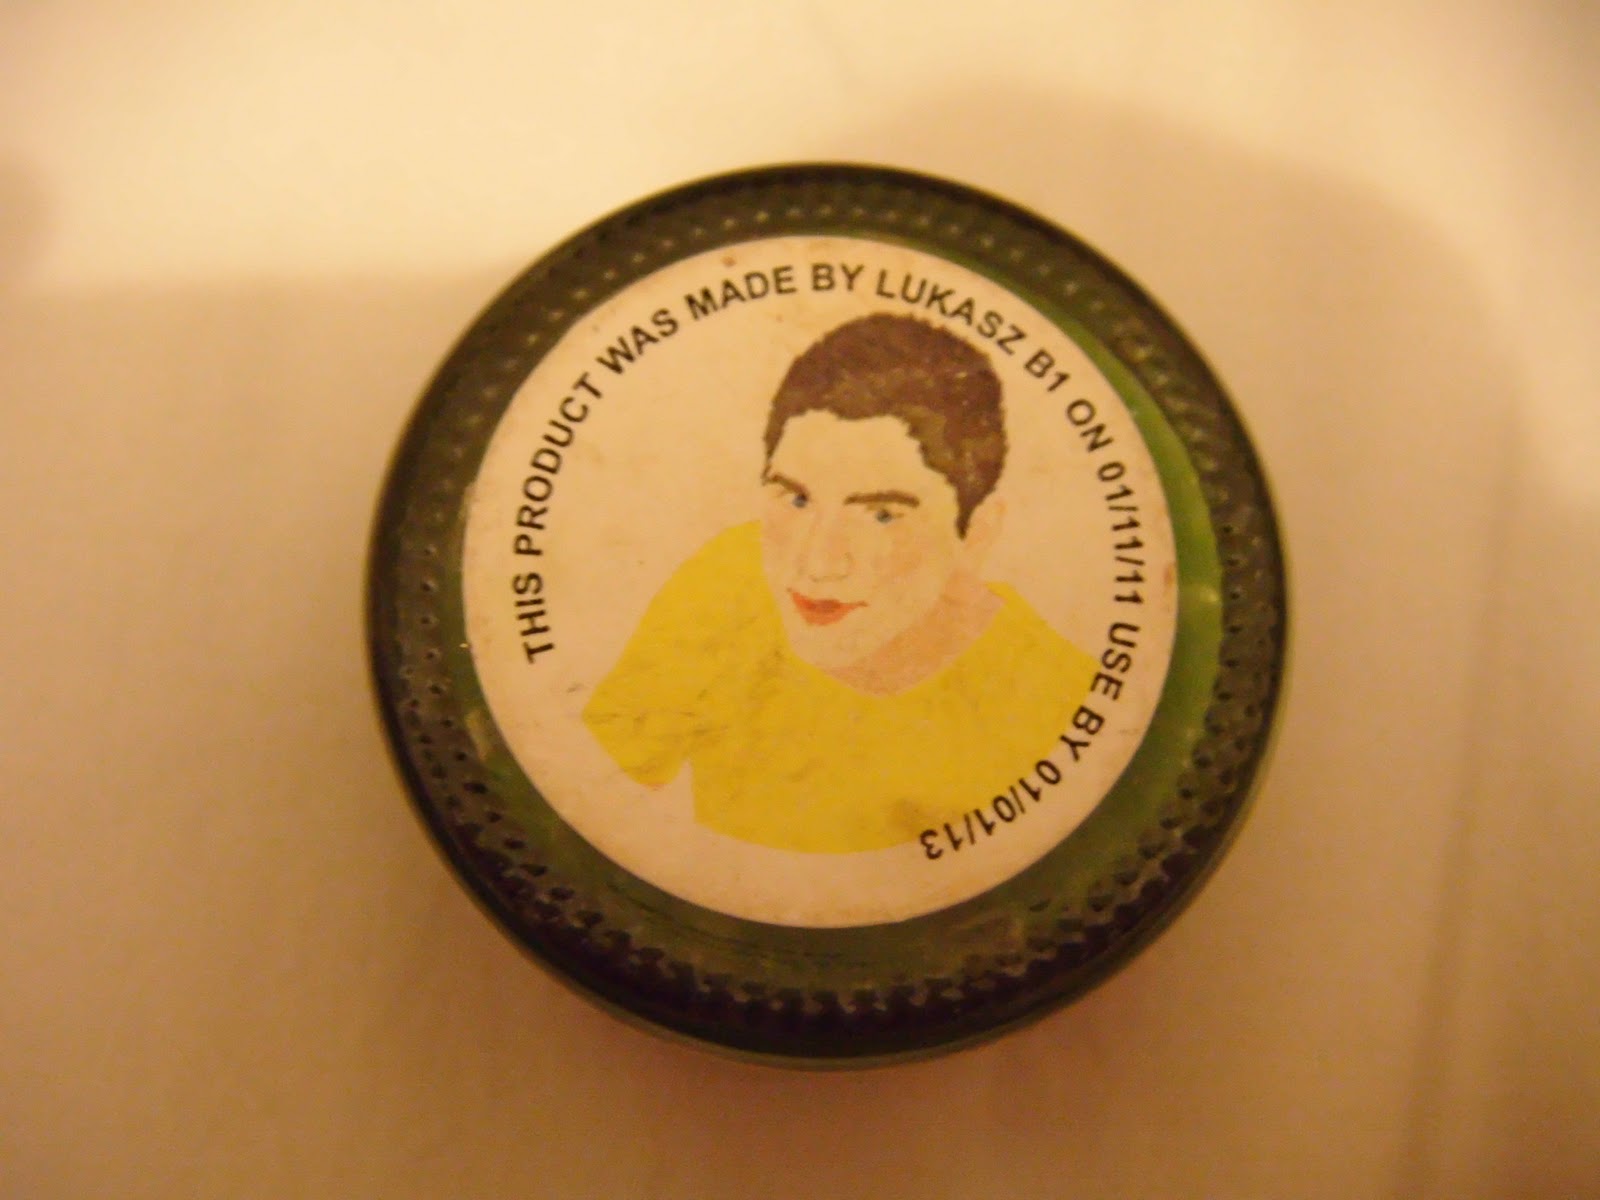 THIS PRODUCT WAS MADE BY LUKASZ B1 ON 01/11/11 USE BY 01/01/13